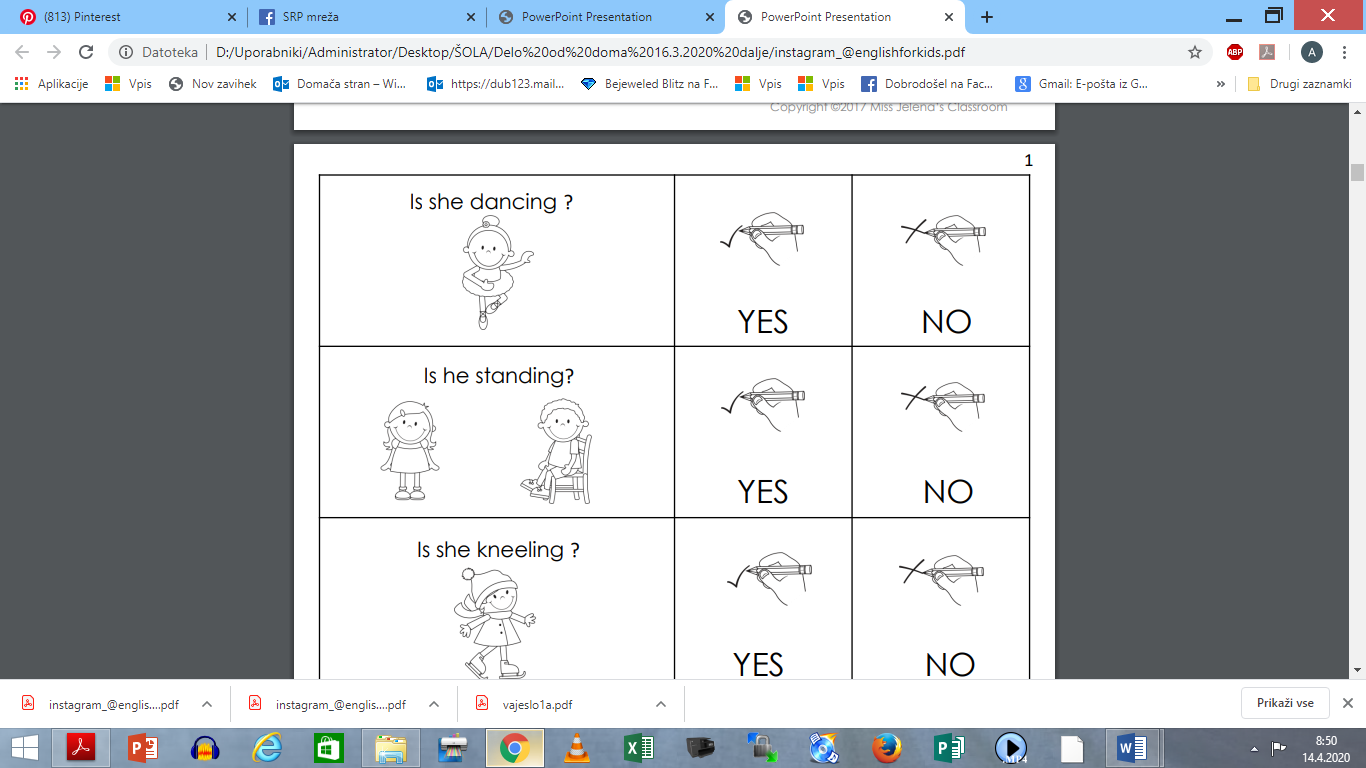 (813) Pinterest
SRP mreža
PowerPoint Presentation
PowerPoint Presentation
Datoteka
D:/Uporabniki/Administrator/Desktop/ŠOLA/Delo%20od%20doma%2016.3.2020%20dalje/instagram_@englishforkids.pdf
ABP
A
Aplikacije
Vpis
Nov zavihek
Domača stran – Wi...
https://dub123.mail...
Bejeweled Blitz na F...
Vpis
Vpis
Dobrodošel na Fac...
Gmail: E-pošta iz G...
»
Drugi zaznamki
Copyright ©2017 Miss Jelena's Classroom
1
Is she dancing ?
YES
NO
Is he standing?
YES
NO
Is she kneeling ?
YES
NO
instagram_@englis....pdf
instagram_@englis....pdf
vajeslo1a.pdf
Prikaži vse
MP4
8:50
14.4.2020